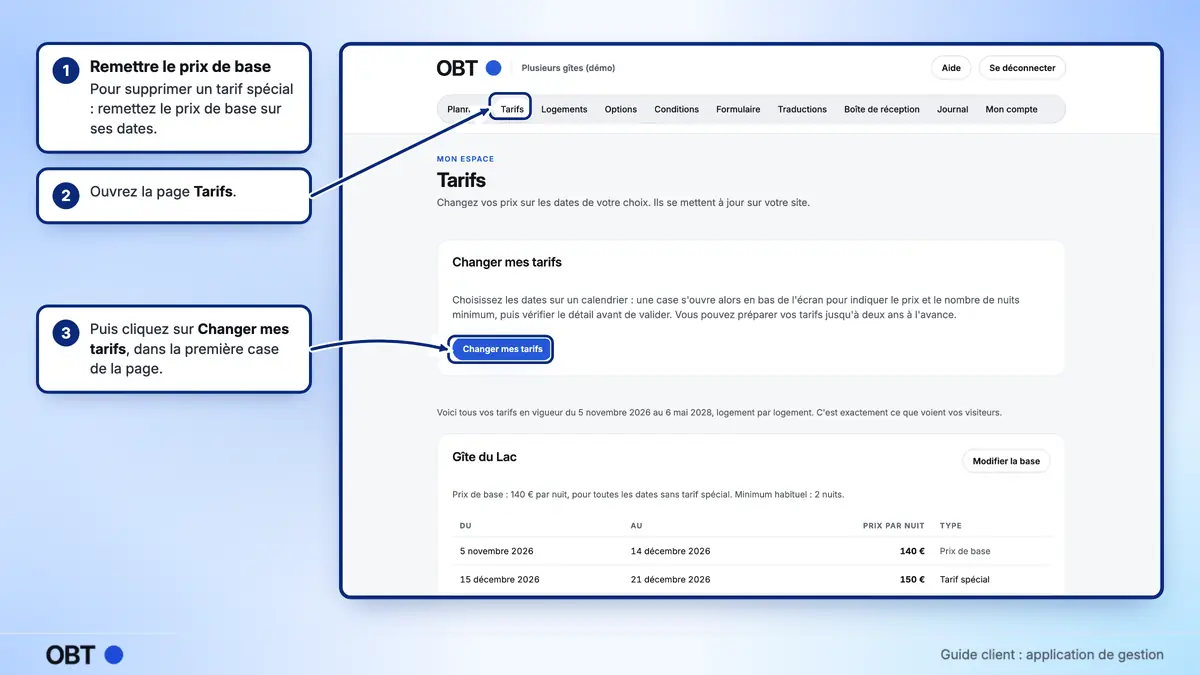 1
Remettre le prix de base
Pour supprimer un tarif spécial
: remettez le prix de base sur
ses dates.
2
Ouvrez la page Tarifs.
3
Puis cliquez sur Changer mes
tarifs, dans la première case
de la page.
OBT
Plusieurs gîtes (démo)
Aide
Se déconnecter
Tarifs
Logements
Options
Conditions
Formulaire
Traductions
Boîte de réception
Journal
Mon compte
MON ESPACE
Tarifs
Changez vos prix sur les dates de votre choix. Ils se mettent à jour sur votre site.
Changer mes tarifs
Choisissez les dates sur un calendrier : une case s'ouvre alors en bas de l'écran pour indiquer le prix et le nombre de nuits
minimum, puis vérifier le détail avant de valider. Vous pouvez préparer vos tarifs jusqu'à deux ans à l'avance.
Changer mes tarifs
Voici tous vos tarifs en vigueur du 5 novembre 2026 au 6 mai 2028, logement par logement. C'est exactement ce que voient vos visiteurs.
Gîte du Lac
Modifier la base
Prix de base : 140 € par nuit, pour toutes les dates sans tarif spécial. Minimum habituel : 2 nuits.
DU AU PRIX PAR NUIT TYPE
5 novembre 2026 14 décembre 2026 140 € Prix de base
15 décembre 2026 21 décembre 2026 150 € Tarif spécial
OBT
Guide client : application de gestion